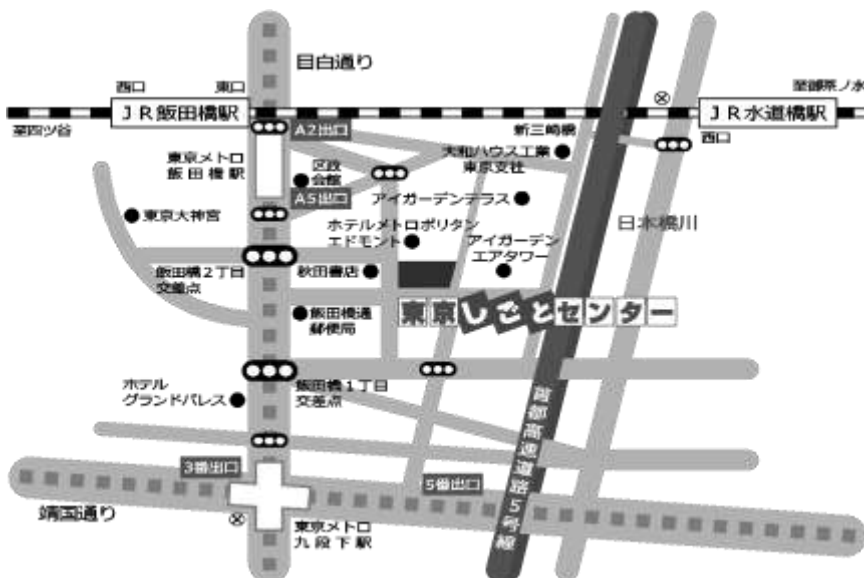 目白通り
西口
東口
至御茶ノ水
JR飯田橋駅
JR水道橋駅
至四ツ谷
A2出口
新三崎橋
西口
東京メトロ
飯田橋駅
区政
会館
大和ハウス工業
東京支社
A5出口
アイガーデンテラス
東京大神宮
ホテルメトロポリタン
エドモント
アイガーデン
エアタワー
日本橋川
飯田橋2丁目
交差点
秋田書店
東京しごとセンター
飯田橋通
郵便局
ホテル
グランドパレス
飯田橋1丁目
交差点
首都高速道路5号線
3番出口
5番出口
靖国通り
東京メトロ
九段下駅